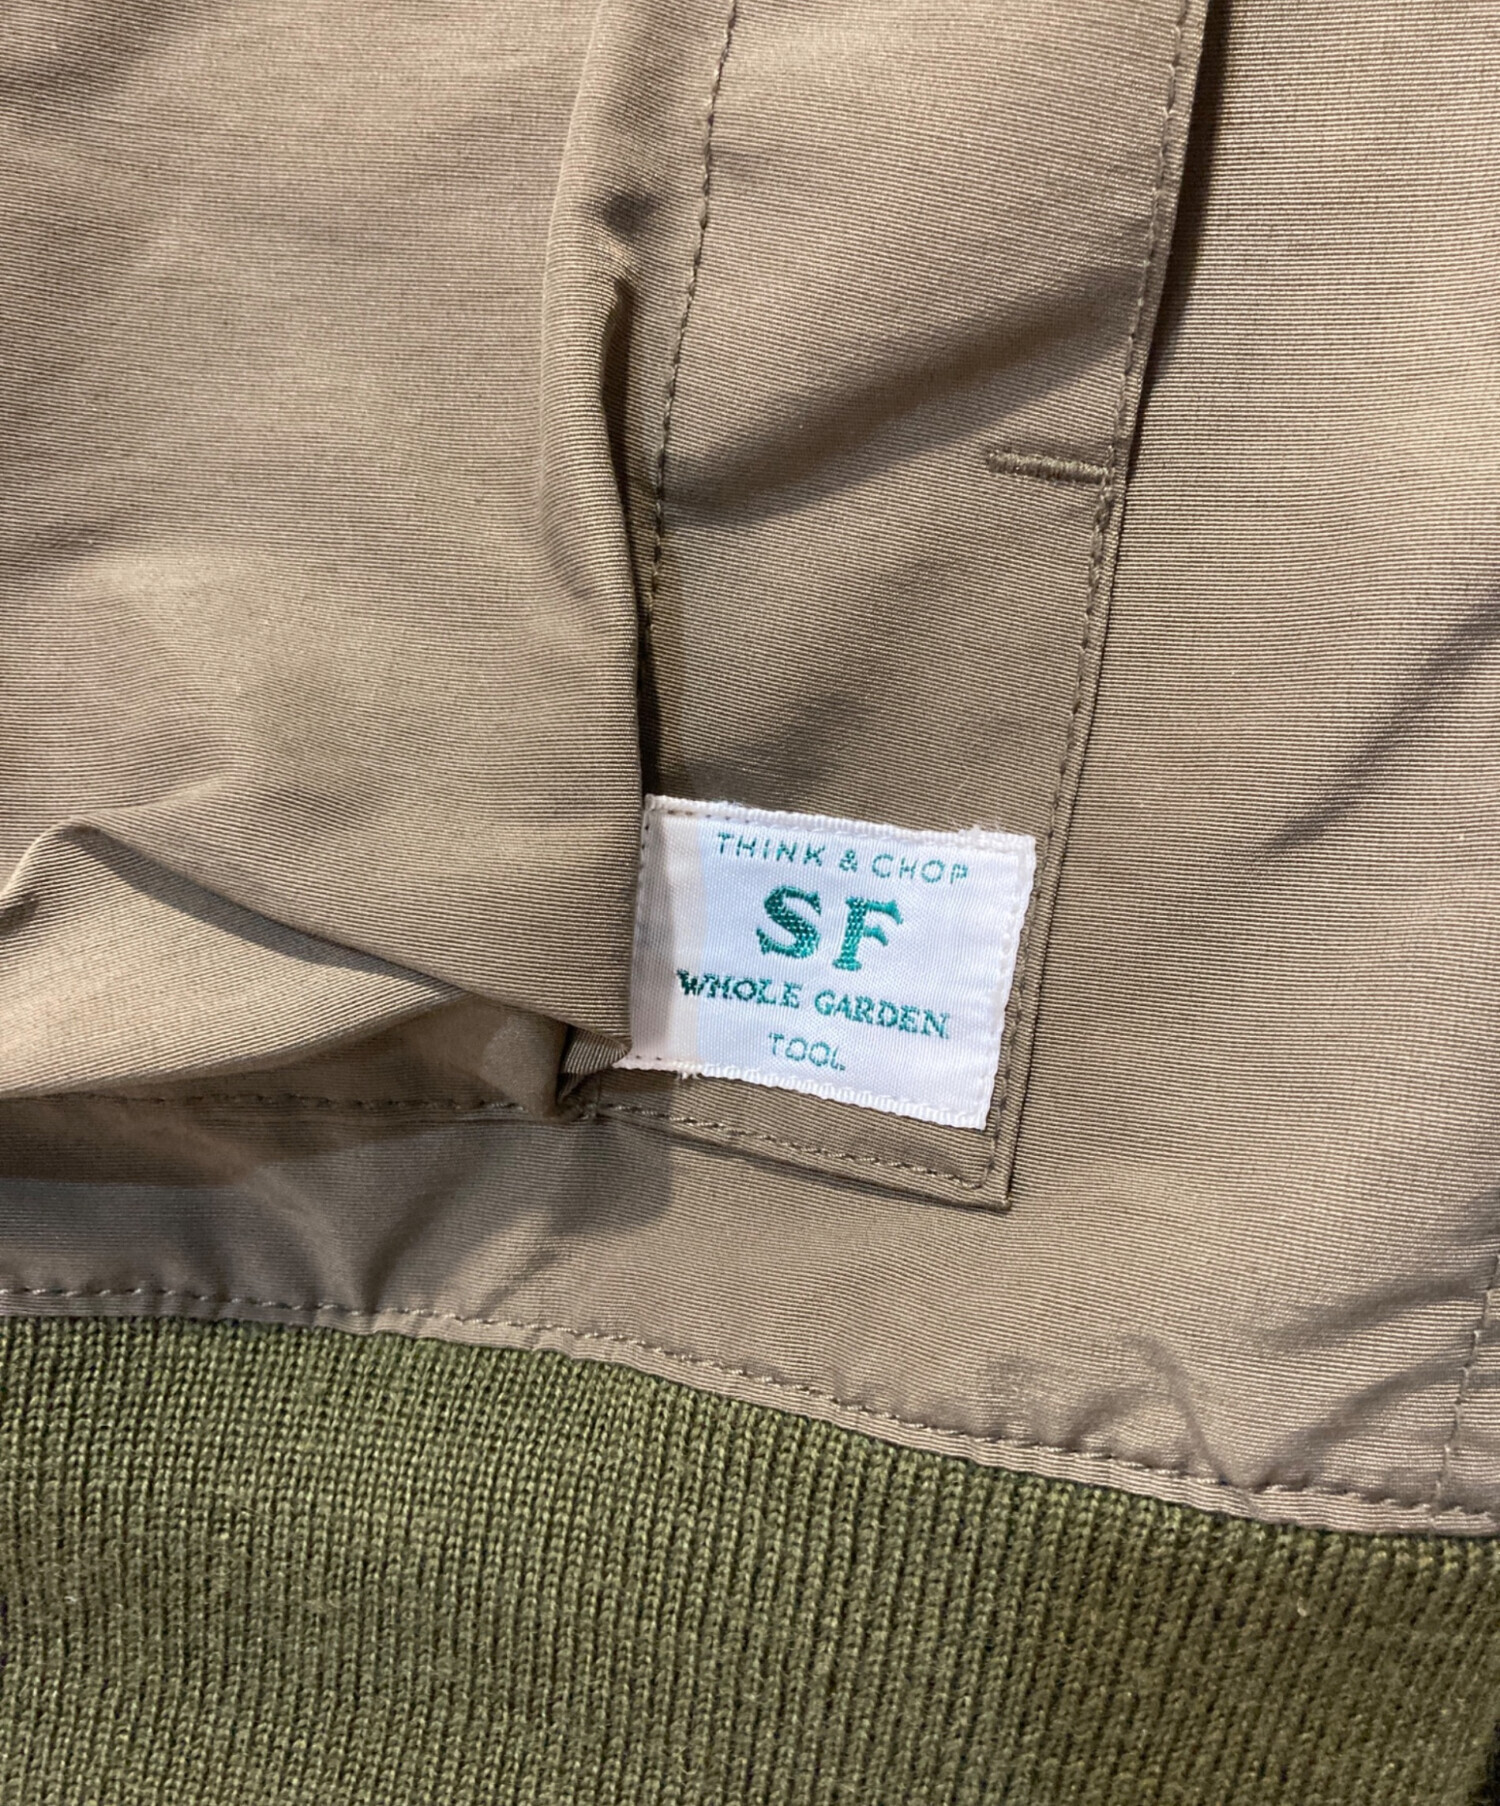 THINK & CHOP
SF
WHOLE GARDEN
TOOL